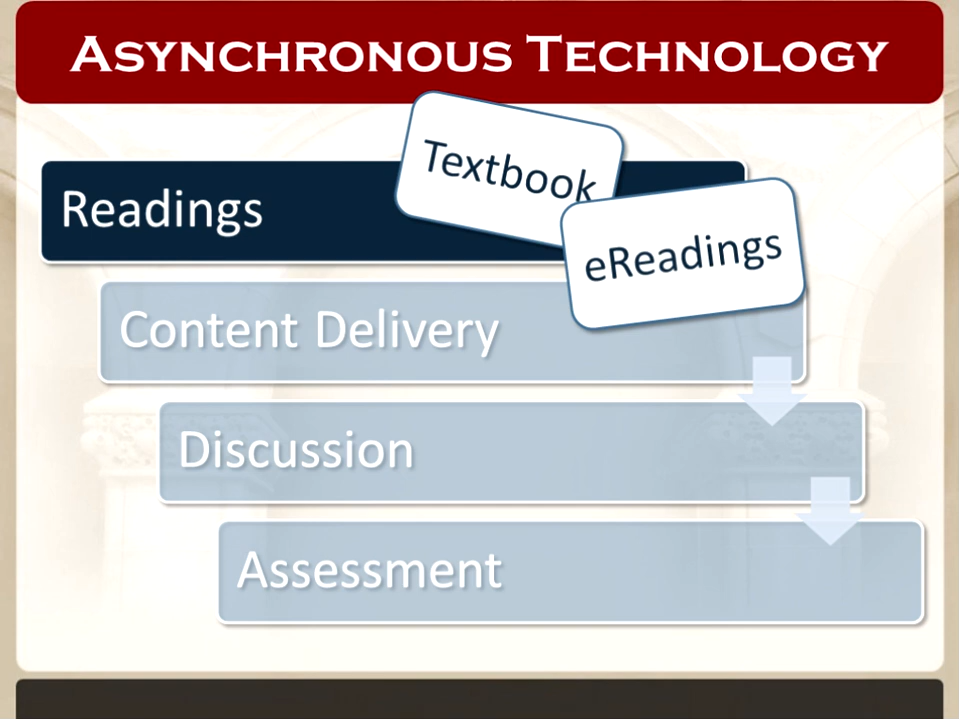 Asynchronous Technology
Textbook
Readings
eReadings
Content Delivery
Discussion
Assessment